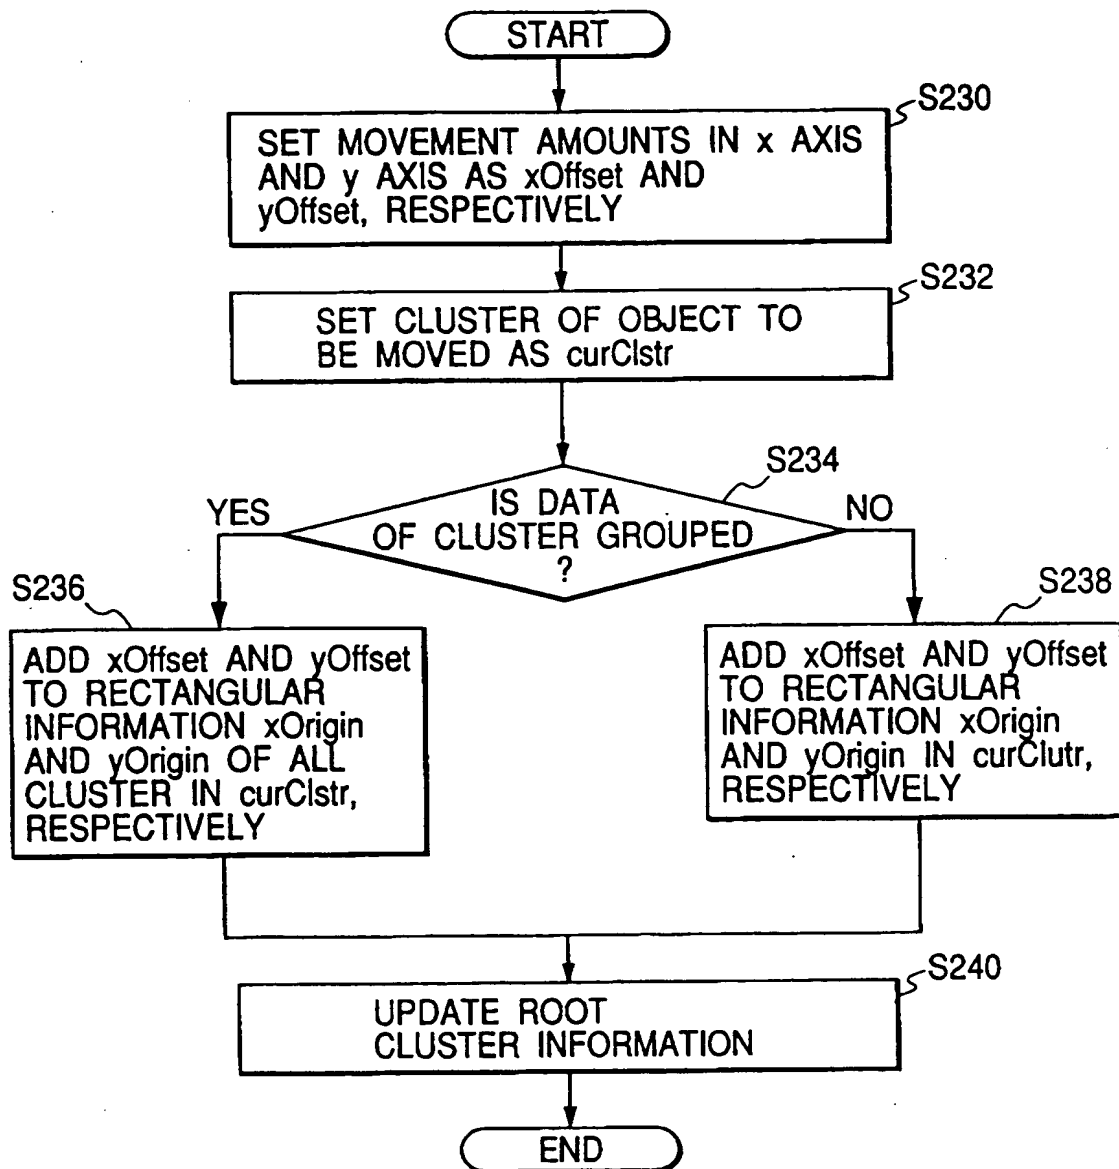 START
S230
SET MOVEMENT AMOUNTS IN x AXIS
AND y AXIS AS xOffset AND
yOffset, RESPECTIVELY
S232
SET CLUSTER OF OBJECT TO
BE MOVED AS curClstr
S234
IS DATA
OF CLUSTER GROUPED
?
YES
NO
S236
ADD xOffset AND yOffset
TO RECTANGULAR
INFORMATION xOrigin
AND yOrigin OF ALL
CLUSTER IN curClstr,
RESPECTIVELY
S238
ADD xOffset AND yOffset
TO RECTANGULAR
INFORMATION xOrigin
AND yOrigin IN curClutr,
RESPECTIVELY
S240
UPDATE ROOT
CLUSTER INFORMATION
END